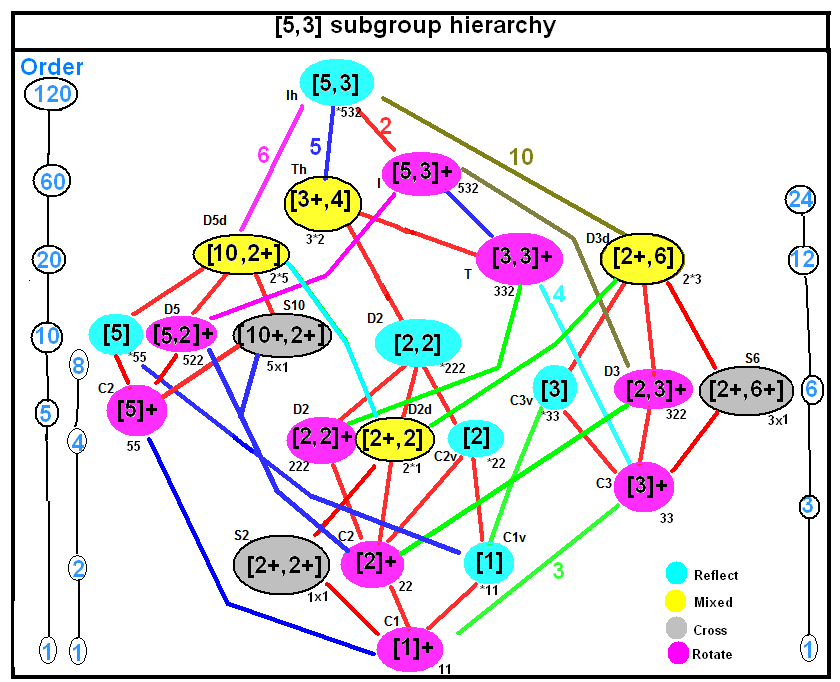 [5,3] subgroup hierarchy
Order
120
60
20
10
8
5
4
2
1
1
24
12
6
3
1
Ih
[5,3]
*532
6
5
2
10
Th
[3+,4]
3*2
I
[5,3]+
532
D5d
[10,2+]
2*5
T
[3,3]+
332
D3d
[2+,6]
2*3
4
[5]
*55
D5
[5,2]+
522
S10
[10+,2+]
5x1
D2
[2,2]
*222
C3v
[3]
*33
D3
[2,3]+
322
S6
[2+,6+]
3x1
C2
[5]+
55
D2
[2,2]+
222
D2d
[2+,2]
2*1
[2]
C2v
*22
C3
[3]+
33
S2
[2+,2+]
1x1
C2
[2]+
22
C1v
[1]
*11
3
C1
[1]+
11
Reflect
Mixed
Cross
Rotate